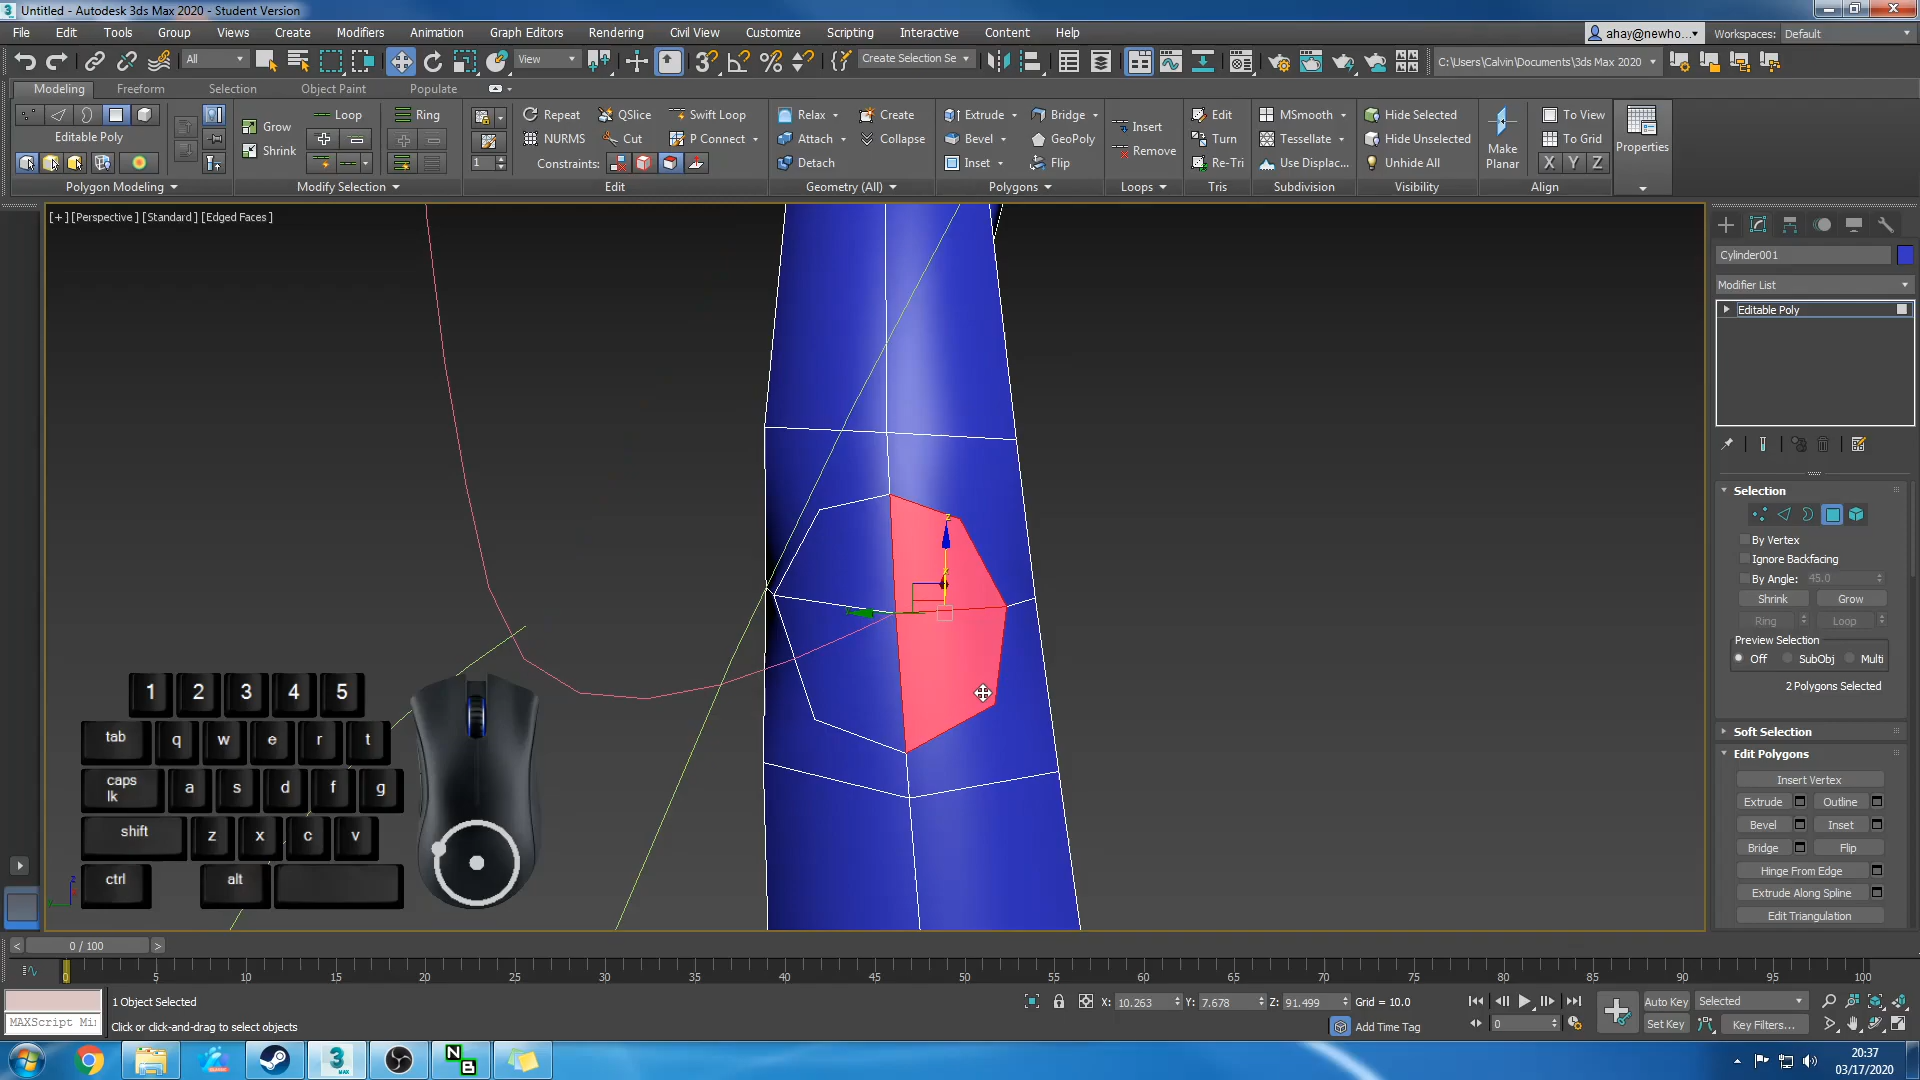 Untitled - Autodesk 3ds Max 2020 - Student Version
File Edit Tools Group Views Create Modifiers Animation Graph Editors Rendering Civil View Customize Scripting Interactive Content Help
ahay@newho... Workspaces: Default
All View Create Selection Se C:\Users\Calvin\Documents\3ds Max 2020
Modeling Freeform Selection Object Paint Populate
Loop Ring Repeat QSlice Swift Loop Relax Create Extrude Bridge Insert Edit MSmooth Hide Selected To View
Editable Poly Grow NURMS Cut P Connect Attach Collapse Bevel GeoPoly Remove Turn Tessellate Hide Unselected To Grid
Shrink 1 Constraints: Detach Inset Flip Re-Tri Use Displac... Unhide All Make Planar X Y Z Properties
Polygon Modeling Modify Selection Edit Geometry (All) Polygons Loops Tris Subdivision Visibility Align
[+] [Perspective] [Standard] [Edged Faces]
Cylinder001
Modifier List
Editable Poly
Selection
By Vertex
Ignore Backfacing
By Angle: 45.0
Shrink Grow
Ring Loop
Preview Selection
Off SubObj Multi
2 Polygons Selected
Soft Selection
Edit Polygons
Insert Vertex
Extrude Outline
Bevel Inset
Bridge Flip
Hinge From Edge
Extrude Along Spline
Edit Triangulation
z
x
1 2 3 4 5
tab q w e r t
caps lk a s d f g
shift z x c v
ctrl alt
z
y
< 0 / 100 >
0 5 10 15 20 25 30 35 40 45 50 55 60 65 70 75 80 85 90 95 100
1 Object Selected X: 10.263 Y: 7.678 Z: 91.499 Grid = 10.0 Auto Key Selected
MAXScript Mi Click or click-and-drag to select objects Add Time Tag 0 Set Key Key Filters...
3 MAX N B
20:37
03/17/2020